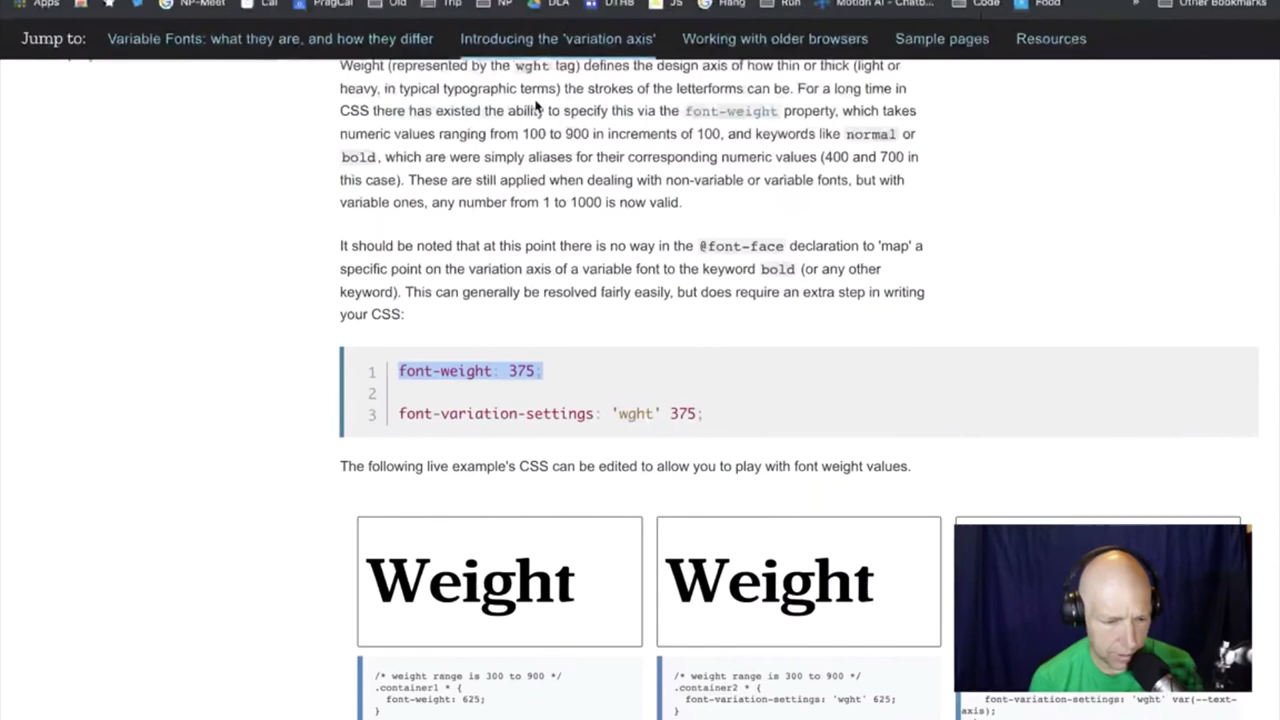 Apps NP-Meet Cal PragCal Old Trip NP DLA DTHB JS Hang Run Motion AI - Chatb... Code Food » Other Bookmarks
Jump to: Variable Fonts: what they are, and how they differ Introducing the 'variation axis' Working with older browsers Sample pages Resources
Weight (represented by the wght tag) defines the design axis of how thin or thick (light or
heavy, in typical typographic terms) the strokes of the letterforms can be. For a long time in
CSS there has existed the ability to specify this via the font-weight property, which takes
numeric values ranging from 100 to 900 in increments of 100, and keywords like normal or
bold, which are were simply aliases for their corresponding numeric values (400 and 700 in
this case). These are still applied when dealing with non-variable or variable fonts, but with
variable ones, any number from 1 to 1000 is now valid.
It should be noted that at this point there is no way in the @font-face declaration to 'map' a
specific point on the variation axis of a variable font to the keyword bold (or any other
keyword). This can generally be resolved fairly easily, but does require an extra step in writing
your CSS:
1 font-weight: 375;
2
3 font-variation-settings: 'wght' 375;
The following live example's CSS can be edited to allow you to play with font weight values.
Weight
Weight
/* weight range is 300 to 900 */
.container1 * {
font-weight: 625;
}
/* weight range is 300 to 900 */
.container2 * {
font-variation-settings: 'wght' 625;
}
font-variation-settings: 'wght' var(--text-
axis);